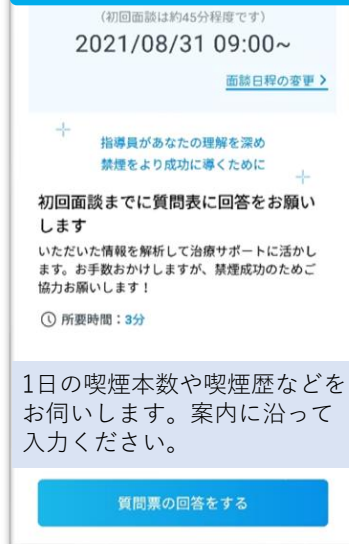 (初回面談は約45分程度です)
2021/08/31 09:00~
面談日程の変更 >
指導員があなたの理解を深め
禁煙をより成功に導くために
初回面談までに質問表に回答をお願い
します
いただいた情報を解析して治療サポートに活かし
ます。お手数おかけしますが、禁煙成功のためご
協力お願いします！
所要時間：3分
1日の喫煙本数や喫煙歴などを
お伺いします。案内に沿って
入力ください。
質問票の回答をする